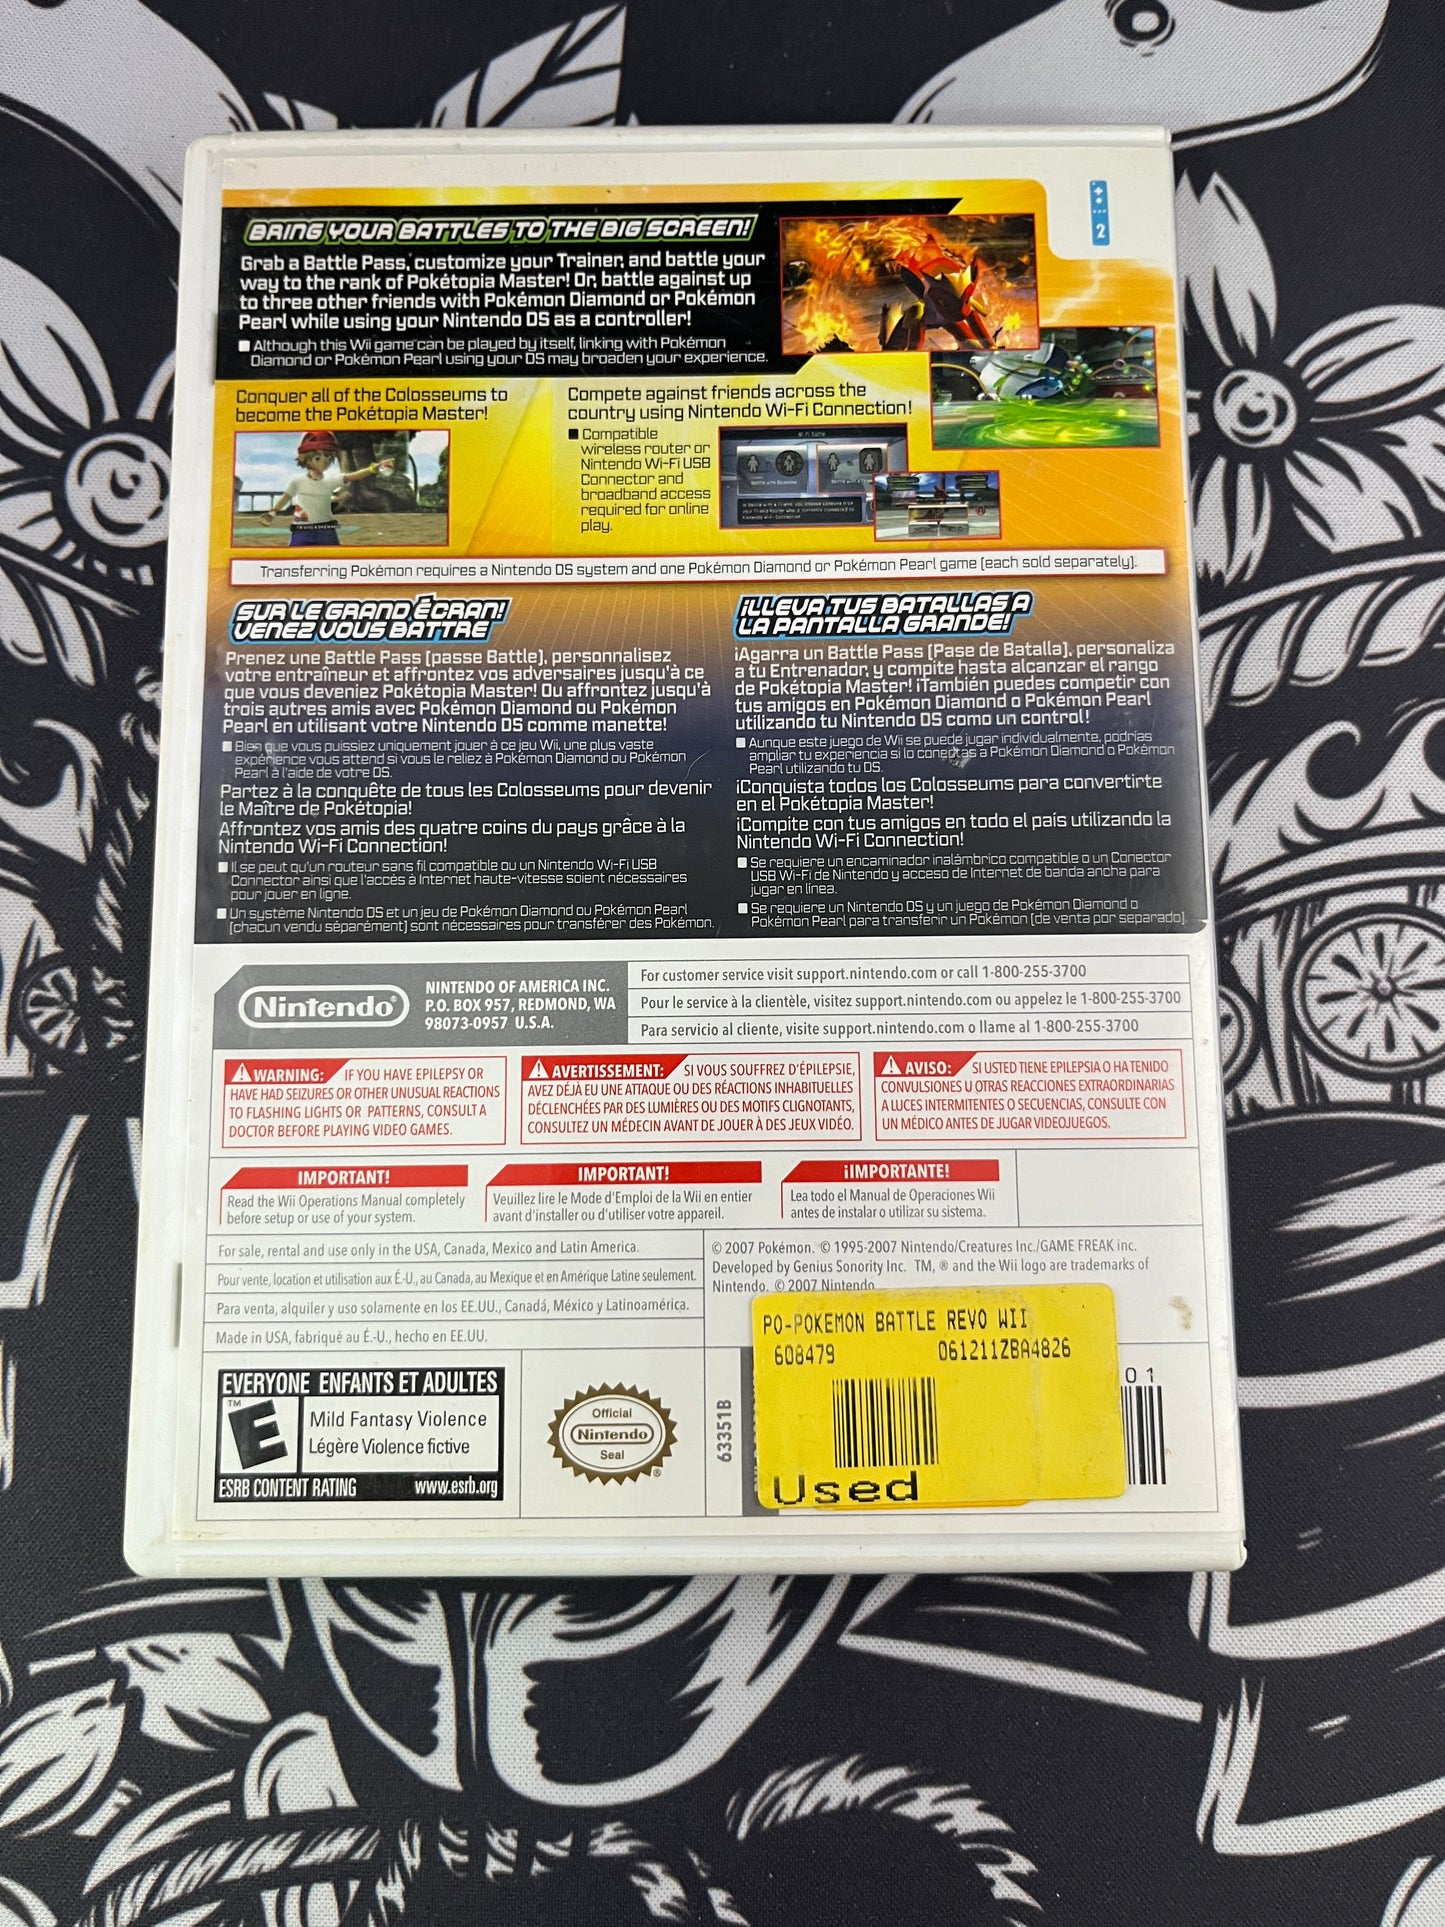 BRING YOUR BATTLES TO THE BIG SCREEN!
Grab a Battle Pass, customize your Trainer, and battle your
way to the rank of Pokétopia Master! Or, battle against up
to three other friends with Pokémon Diamond or Pokémon
Pearl while using your Nintendo DS as a controller!
Although this Wii game can be played by itself, linking with Pokémon
Diamond or Pokémon Pearl using your DS may broaden your experience.
2
Conquer all of the Colosseums to
become the Pokétopia Master!
Compete against friends across the
country using Nintendo Wi-Fi Connection!
Compatible
wireless router or
Nintendo Wi-Fi USB
Connector and
broadband access
required for online
play.
Transferring Pokémon requires a Nintendo DS system and one Pokémon Diamond or Pokémon Pearl game (each sold separately).
SUR LE GRAND ÉCRAN!
VENEZ VOUS BATTRE
Prenez une Battle Pass (passe Battle), personnalisez
votre entraîneur et affrontez vos adversaires jusqu'à ce
que vous deveniez Pokétopia Master! Ou affrontez jusqu'à
trois autres amis avec Pokémon Diamond ou Pokémon
Pearl en utilisant votre Nintendo DS comme manette!
Bien que vous puissiez uniquement jouer à ce jeu Wii, une plus vaste
expérience vous attend si vous le reliez à Pokémon Diamond ou Pokémon
Pearl à l'aide de votre DS.
Partez à la conquête de tous les Colosseums pour devenir
le Maître de Pokétopia!
Affrontez vos amis des quatre coins du pays grâce à la
Nintendo Wi-Fi Connection!
Il se peut qu'un routeur sans fil compatible ou un Nintendo Wi-Fi USB
Connector ainsi que l'accès à Internet haute-vitesse soient nécessaires
pour jouer en ligne.
Un système Nintendo DS et un jeu de Pokémon Diamond ou Pokémon Pearl
(chacun vendu séparément) sont nécessaires pour transférer des Pokémon.
¡LLEVA TUS BATALLAS A
LA PANTALLA GRANDE!
¡Agarra un Battle Pass (Pase de Batalla), personaliza
a tu Entrenador, y compite hasta alcanzar el rango
de Pokétopia Master! ¡También puedes competir con
tus amigos en Pokémon Diamond o Pokémon Pearl
utilizando tu Nintendo DS como un control!
Aunque este juego de Wii se puede jugar individualmente, podrías
ampliar tu experiencia si lo conectas a Pokémon Diamond o Pokémon
Pearl utilizando tu DS.
¡Conquista todos los Colosseums para convertirte
en el Pokétopia Master!
¡Compite con tus amigos en todo el país utilizando la
Nintendo Wi-Fi Connection!
Se requiere un encaminador inalámbrico compatible o un Conector
USB Wi-Fi de Nintendo y acceso de Internet de banda ancha para
jugar en línea.
Se requiere un Nintendo DS y un juego de Pokémon Diamond o
Pokémon Pearl para transferir un Pokémon (de venta por separado).
Nintendo®
NINTENDO OF AMERICA INC.
P.O. BOX 957, REDMOND, WA
98073-0957 U.S.A.
For customer service visit support.nintendo.com or call 1-800-255-3700
Pour le service à la clientèle, visitez support.nintendo.com ou appelez le 1-800-255-3700
Para servicio al cliente, visite support.nintendo.com o llame al 1-800-255-3700
WARNING: IF YOU HAVE EPILEPSY OR
HAVE HAD SEIZURES OR OTHER UNUSUAL REACTIONS
TO FLASHING LIGHTS OR PATTERNS, CONSULT A
DOCTOR BEFORE PLAYING VIDEO GAMES.
AVERTISSEMENT: SI VOUS SOUFFREZ D'ÉPILEPSIE,
AVEZ DÉJÀ EU UNE ATTAQUE OU DES RÉACTIONS INHABITUELLES
DÉCLENCHÉES PAR DES LUMIÈRES OU DES MOTIFS CLIGNOTANTS,
CONSULTEZ UN MÉDECIN AVANT DE JOUER À DES JEUX VIDÉO.
AVISO: SI USTED TIENE EPILEPSIA O HA TENIDO
CONVULSIONES U OTRAS REACCIONES EXTRAORDINARIAS
A LUCES INTERMITENTES O SECUENCIAS, CONSULTE CON
UN MÉDICO ANTES DE JUGAR VIDEOJUEGOS.
IMPORTANT!
Read the Wii Operations Manual completely
before setup or use of your system.
IMPORTANT!
Veuillez lire le Mode d'Emploi de la Wii en entier
avant d'installer ou d'utiliser votre appareil.
¡IMPORTANTE!
Lea todo el Manual de Operaciones Wii
antes de instalar o utilizar su sistema.
For sale, rental and use only in the USA, Canada, Mexico and Latin America.
Pour vente, location et utilisation aux É.-U., au Canada, au Mexique et en Amérique Latine seulement.
Para venta, alquiler y uso solamente en los EE.UU., Canadá, México y Latinoamérica.
Made in USA, fabriqué au É.-U., hecho en EE.UU.
© 2007 Pokémon. © 1995-2007 Nintendo/Creatures Inc./GAME FREAK inc.
Developed by Genius Sonority Inc. TM, ® and the Wii logo are trademarks of
Nintendo. © 2007 Nintendo
EVERYONE ENFANTS ET ADULTES
TM
E
Mild Fantasy Violence
Légère Violence fictive
ESRB CONTENT RATING www.esrb.org
Official
Nintendo
Seal
®
63351B
PO-POKEMON BATTLE REVO WII
608479 061211ZBA4826
Used
01